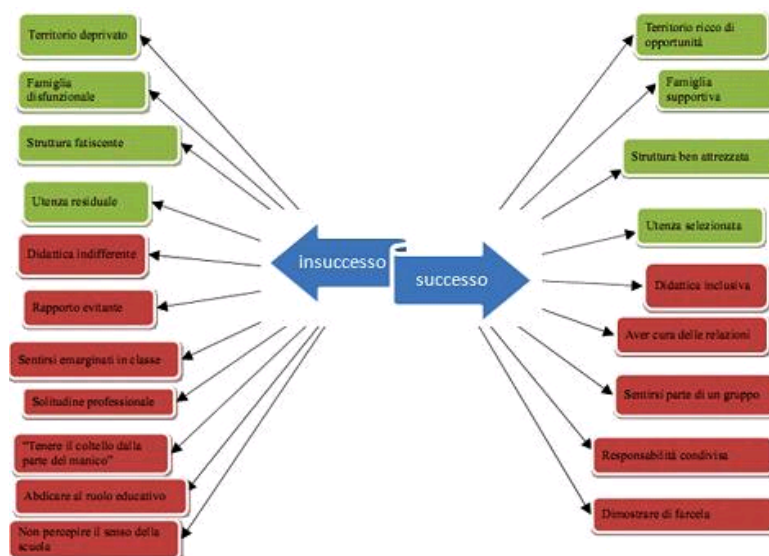 Territorio deprivato
Famiglia
disfunzionale
Struttura fatiscente
Utenza residuale
Didattica indifferente
Rapporto evitante
Sentirsi emarginati in classe
Solitudine professionale
"Tenere il coltello dalla
parte del manico"
Abdicare al ruolo educativo
Non percepire il senso della
scuola
insuccesso
successo
Territorio ricco di
opportunità
Famiglia
supportiva
Struttura ben attrezzata
Utenza selezionata
Didattica inclusiva
Aver cura delle relazioni
Sentirsi parte di un gruppo
Responsabilità condivisa
Dimostrare di farcela